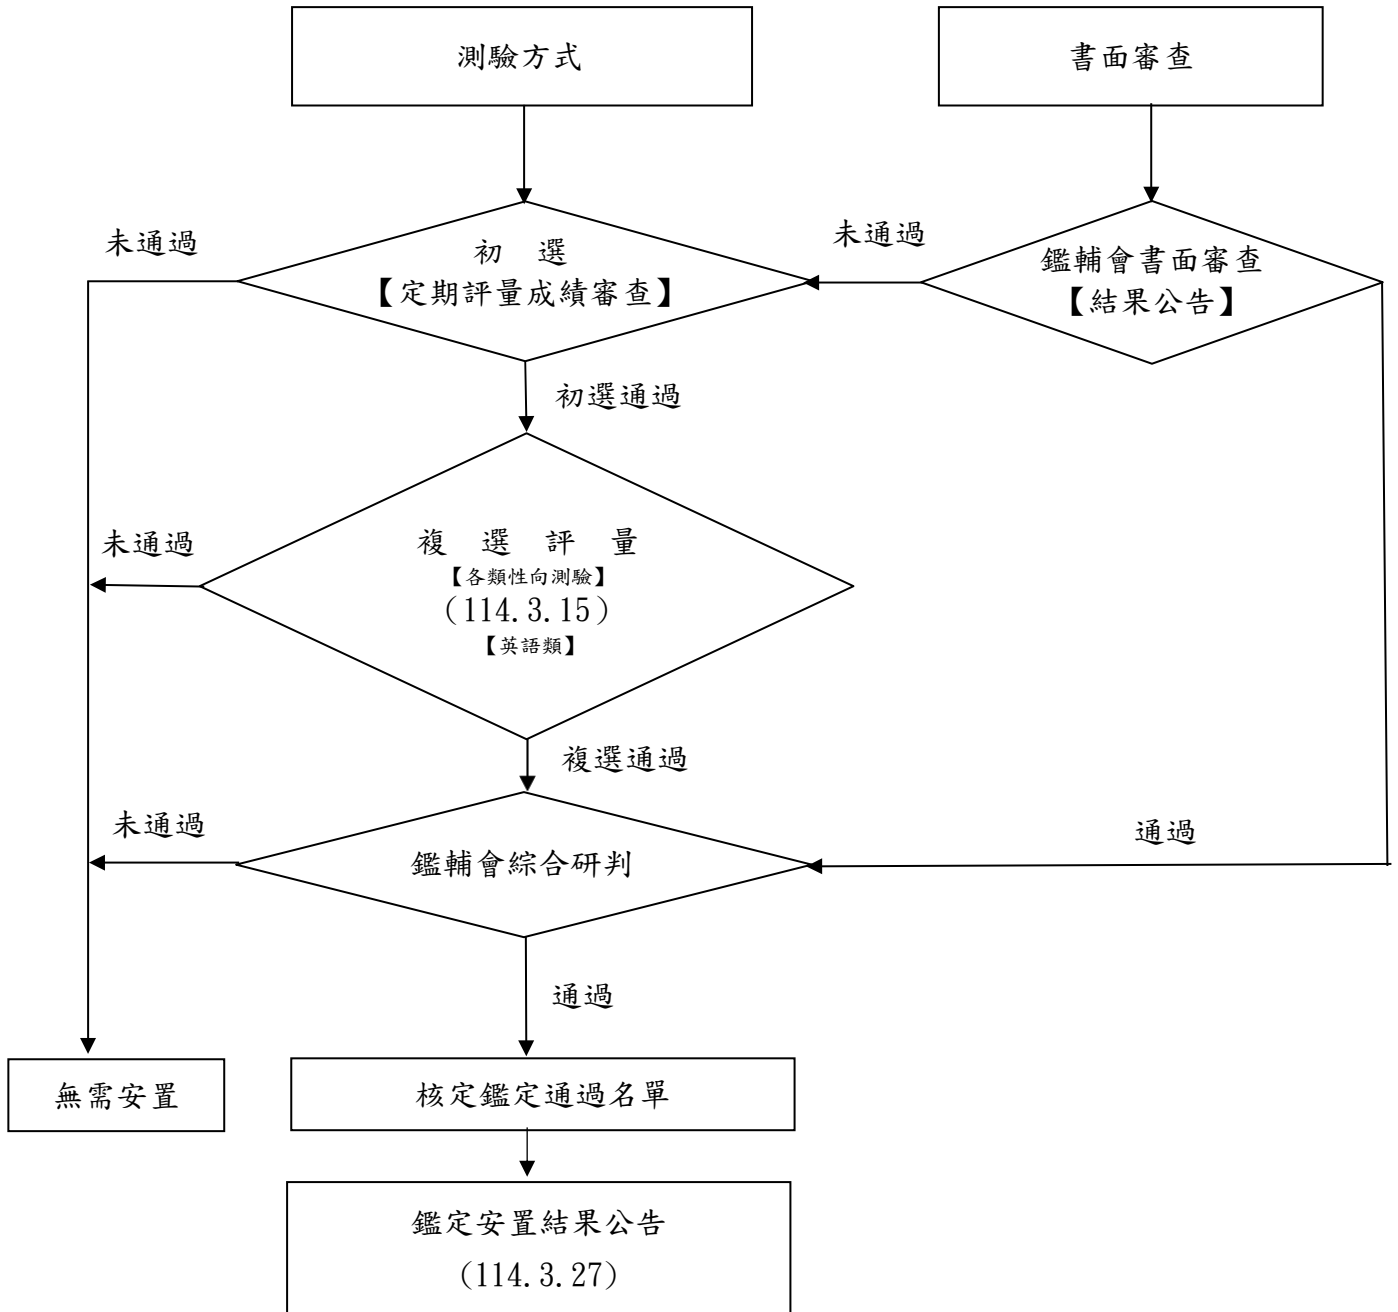 測驗方式
書面審查
未通過
初 選
【定期評量成績審查】
未通過
鑑輔會書面審查
【結果公告】
初選通過
未通過
複 選 評 量
【各類性向測驗】
(114.3.15)
【英語類】
複選通過
未通過
鑑輔會綜合研判
通過
通過
無需安置
核定鑑定通過名單
鑑定安置結果公告
(114.3.27)